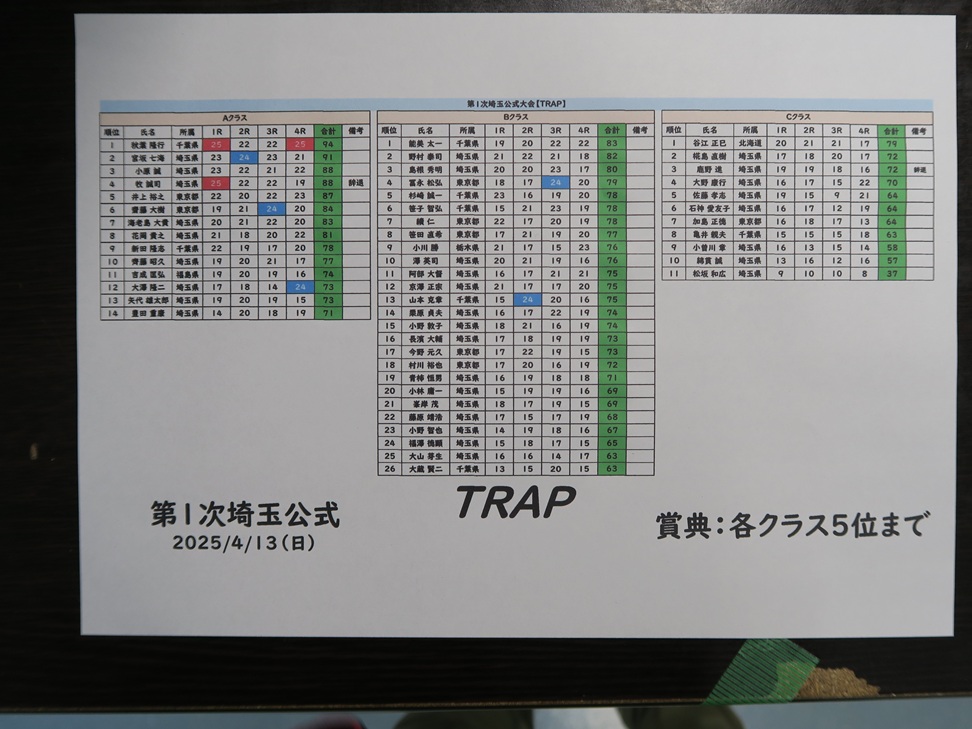 第1次埼玉公式大会【TRAP】
Aクラス
順位 氏名 所属 1R 2R 3R 4R 合計 備考
1 秋葉 隆行 千葉県 25 22 22 25 94
2 宮坂 七海 埼玉県 23 24 23 21 91
3 小原 誠 埼玉県 23 22 21 22 88
4 牧 誠司 埼玉県 25 22 22 19 88 辞退
5 井上 裕之 東京都 22 20 22 23 87
6 齋藤 大樹 東京都 19 21 24 20 84
7 海老島 大貴 埼玉県 20 21 22 20 83
8 花岡 貴之 埼玉県 21 18 20 22 81
9 新田 隆志 千葉県 22 19 17 20 78
10 齊藤 昭久 埼玉県 19 20 21 17 77
11 吉成 匡弘 福島県 19 20 19 16 74
12 大澤 隆二 埼玉県 17 18 14 24 73
13 矢代 雄太郎 埼玉県 19 20 19 15 73
14 豊田 重康 埼玉県 14 20 18 19 71
Bクラス
順位 氏名 所属 1R 2R 3R 4R 合計 備考
1 能美 太一 千葉県 19 20 22 22 83
2 野村 泰司 埼玉県 21 22 21 18 82
3 島根 秀明 埼玉県 20 20 23 17 80
4 冨永 松弘 東京都 18 17 24 20 79
5 杉崎 誠一 千葉県 23 16 19 20 78
6 笹子 智弘 千葉県 15 21 23 19 78
7 綾 仁 東京都 22 17 20 19 78
8 笹田 直希 東京都 17 21 19 20 77
9 小川 勝 栃木県 21 17 15 23 76
10 澤 英司 埼玉県 20 21 19 16 76
11 阿部 大督 埼玉県 16 17 21 21 75
12 京澤 正宗 埼玉県 21 17 17 20 75
13 山本 克章 千葉県 15 24 20 16 75
14 栗原 貞夫 埼玉県 16 17 22 19 74
15 小野 敦子 埼玉県 18 21 16 19 74
16 長濱 大輔 埼玉県 17 18 19 19 73
17 今野 元久 東京都 17 22 19 15 73
18 村川 裕也 東京都 17 20 16 19 72
19 青柿 恒男 埼玉県 16 19 18 18 71
20 小林 庸一 埼玉県 15 19 19 16 69
21 峯岸 茂 埼玉県 18 17 19 15 69
22 藤原 靖浩 埼玉県 17 15 17 19 68
23 小野 智也 埼玉県 14 19 18 16 67
24 福澤 徳顕 埼玉県 15 18 17 15 65
25 大山 芽生 埼玉県 16 16 14 17 63
26 大蔵 賢二 千葉県 13 15 20 15 63
Cクラス
順位 氏名 所属 1R 2R 3R 4R 合計 備考
1 谷江 正巳 北海道 20 21 21 17 79
2 椛島 直樹 埼玉県 17 18 20 17 72
3 鹿野 達 埼玉県 19 18 19 16 72 辞退
4 大野 慶行 埼玉県 16 17 15 22 70
5 佐藤 孝志 埼玉県 19 15 9 21 64
6 石神 愛友子 埼玉県 16 17 12 19 64
7 加島 正徳 東京都 16 18 17 13 64
8 亀井 毅夫 千葉県 15 15 15 18 63
9 小曽川 章 埼玉県 16 13 15 14 58
10 綿貫 誠 埼玉県 13 16 12 16 57
11 松坂 和広 埼玉県 9 10 10 8 37
TRAP
第1次埼玉公式
2025/4/13(日)
賞典:各クラス5位まで